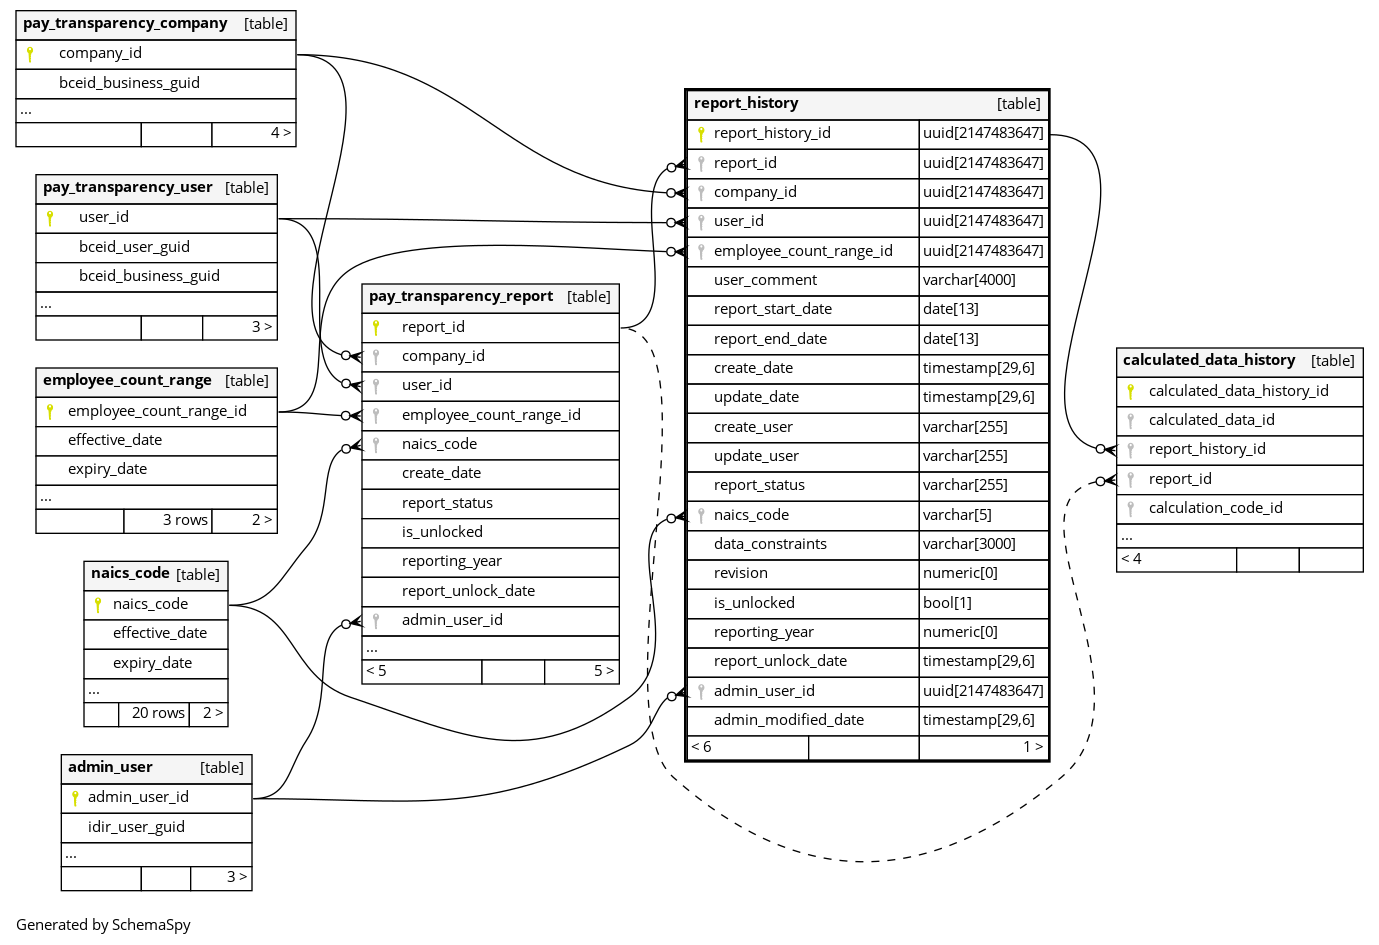 pay_transparency_company [table]
company_id
bceid_business_guid
...
4 >
pay_transparency_user [table]
user_id
bceid_user_guid
bceid_business_guid
...
3 >
employee_count_range [table]
employee_count_range_id
effective_date
expiry_date
...
3 rows 2 >
naics_code [table]
naics_code
effective_date
expiry_date
...
20 rows 2 >
admin_user [table]
admin_user_id
idir_user_guid
...
3 >
pay_transparency_report [table]
report_id
company_id
user_id
employee_count_range_id
naics_code
create_date
report_status
is_unlocked
reporting_year
report_unlock_date
admin_user_id
...
< 5 5 >
report_history [table]
report_history_id uuid[2147483647]
report_id uuid[2147483647]
company_id uuid[2147483647]
user_id uuid[2147483647]
employee_count_range_id uuid[2147483647]
user_comment varchar[4000]
report_start_date date[13]
report_end_date date[13]
create_date timestamp[29,6]
update_date timestamp[29,6]
create_user varchar[255]
update_user varchar[255]
report_status varchar[255]
naics_code varchar[5]
data_constraints varchar[3000]
revision numeric[0]
is_unlocked bool[1]
reporting_year numeric[0]
report_unlock_date timestamp[29,6]
admin_user_id uuid[2147483647]
admin_modified_date timestamp[29,6]
< 6 1 >
calculated_data_history [table]
calculated_data_history_id
calculated_data_id
report_history_id
report_id
calculation_code_id
...
< 4
Generated by SchemaSpy